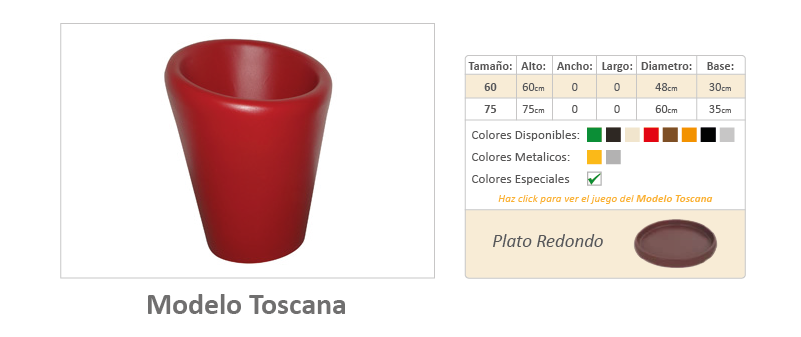 Tamaño: Alto: Ancho: Largo: Diametro: Base:
60 60cm 0 0 48cm 30cm
75 75cm 0 0 60cm 35cm
Colores Disponibles:
Colores Metalicos:
Colores Especiales
Haz click para ver el juego del Modelo Toscana
Plato Redondo
Modelo Toscana